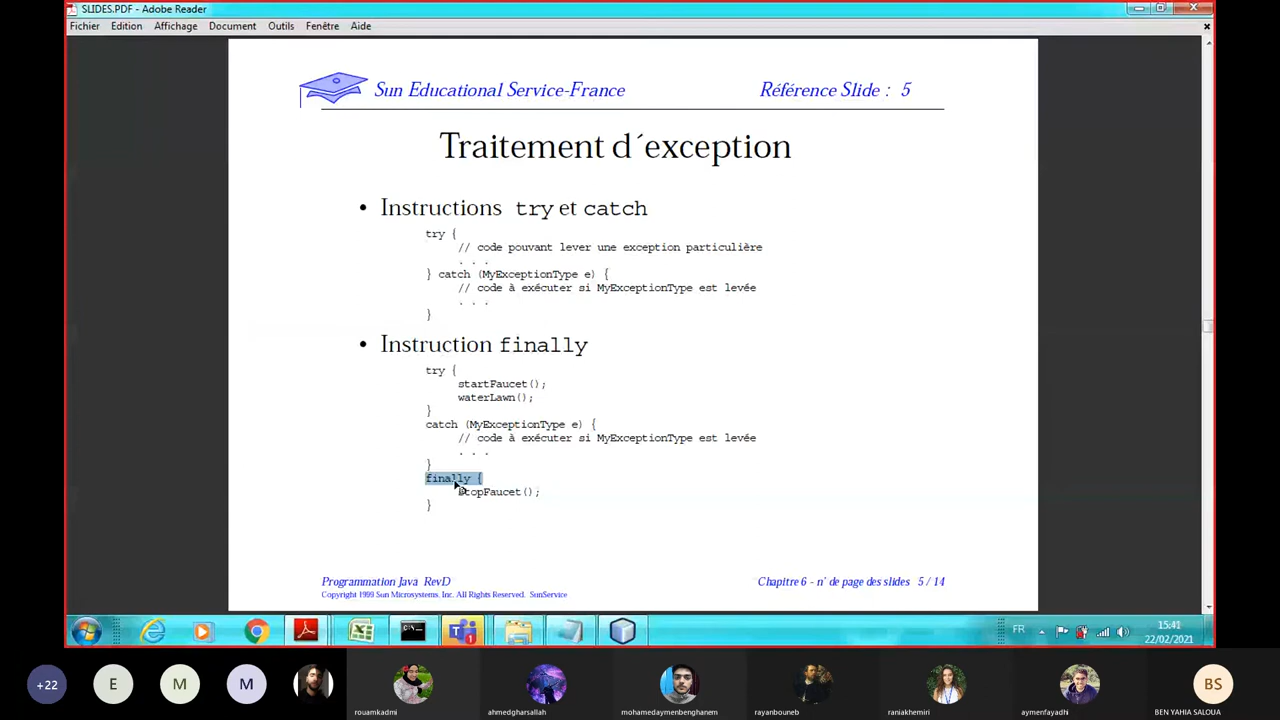 SLIDES.PDF - Adobe Reader
Fichier Edition Affichage Document Outils Fenêtre Aide
Sun Educational Service-France
Référence Slide : 5
Traitement d´exception
• Instructions try et catch
try {
// code pouvant lever une exception particulière
. . .
} catch (MyExceptionType e) {
// code à exécuter si MyExceptionType est levée
. . .
}
• Instruction finally
try {
startFaucet();
waterLawn();
}
catch (MyExceptionType e) {
// code à exécuter si MyExceptionType est levée
. . .
}
finally {
stopFaucet();
}
Programmation Java RevD
Chapitre 6 - n° de page des slides 5 / 14
Copyright 1999 Sun Microsystems. Inc. All Rights Reserved. SunService
FR
15:41
22/02/2021
+22
E
M
M
BS
rouamkadmi
ahmedgharsallah
mohamedaymenbenghanem
rayanbouneb
raniakhemiri
aymenfayadhi
BEN YAHIA SALOUA